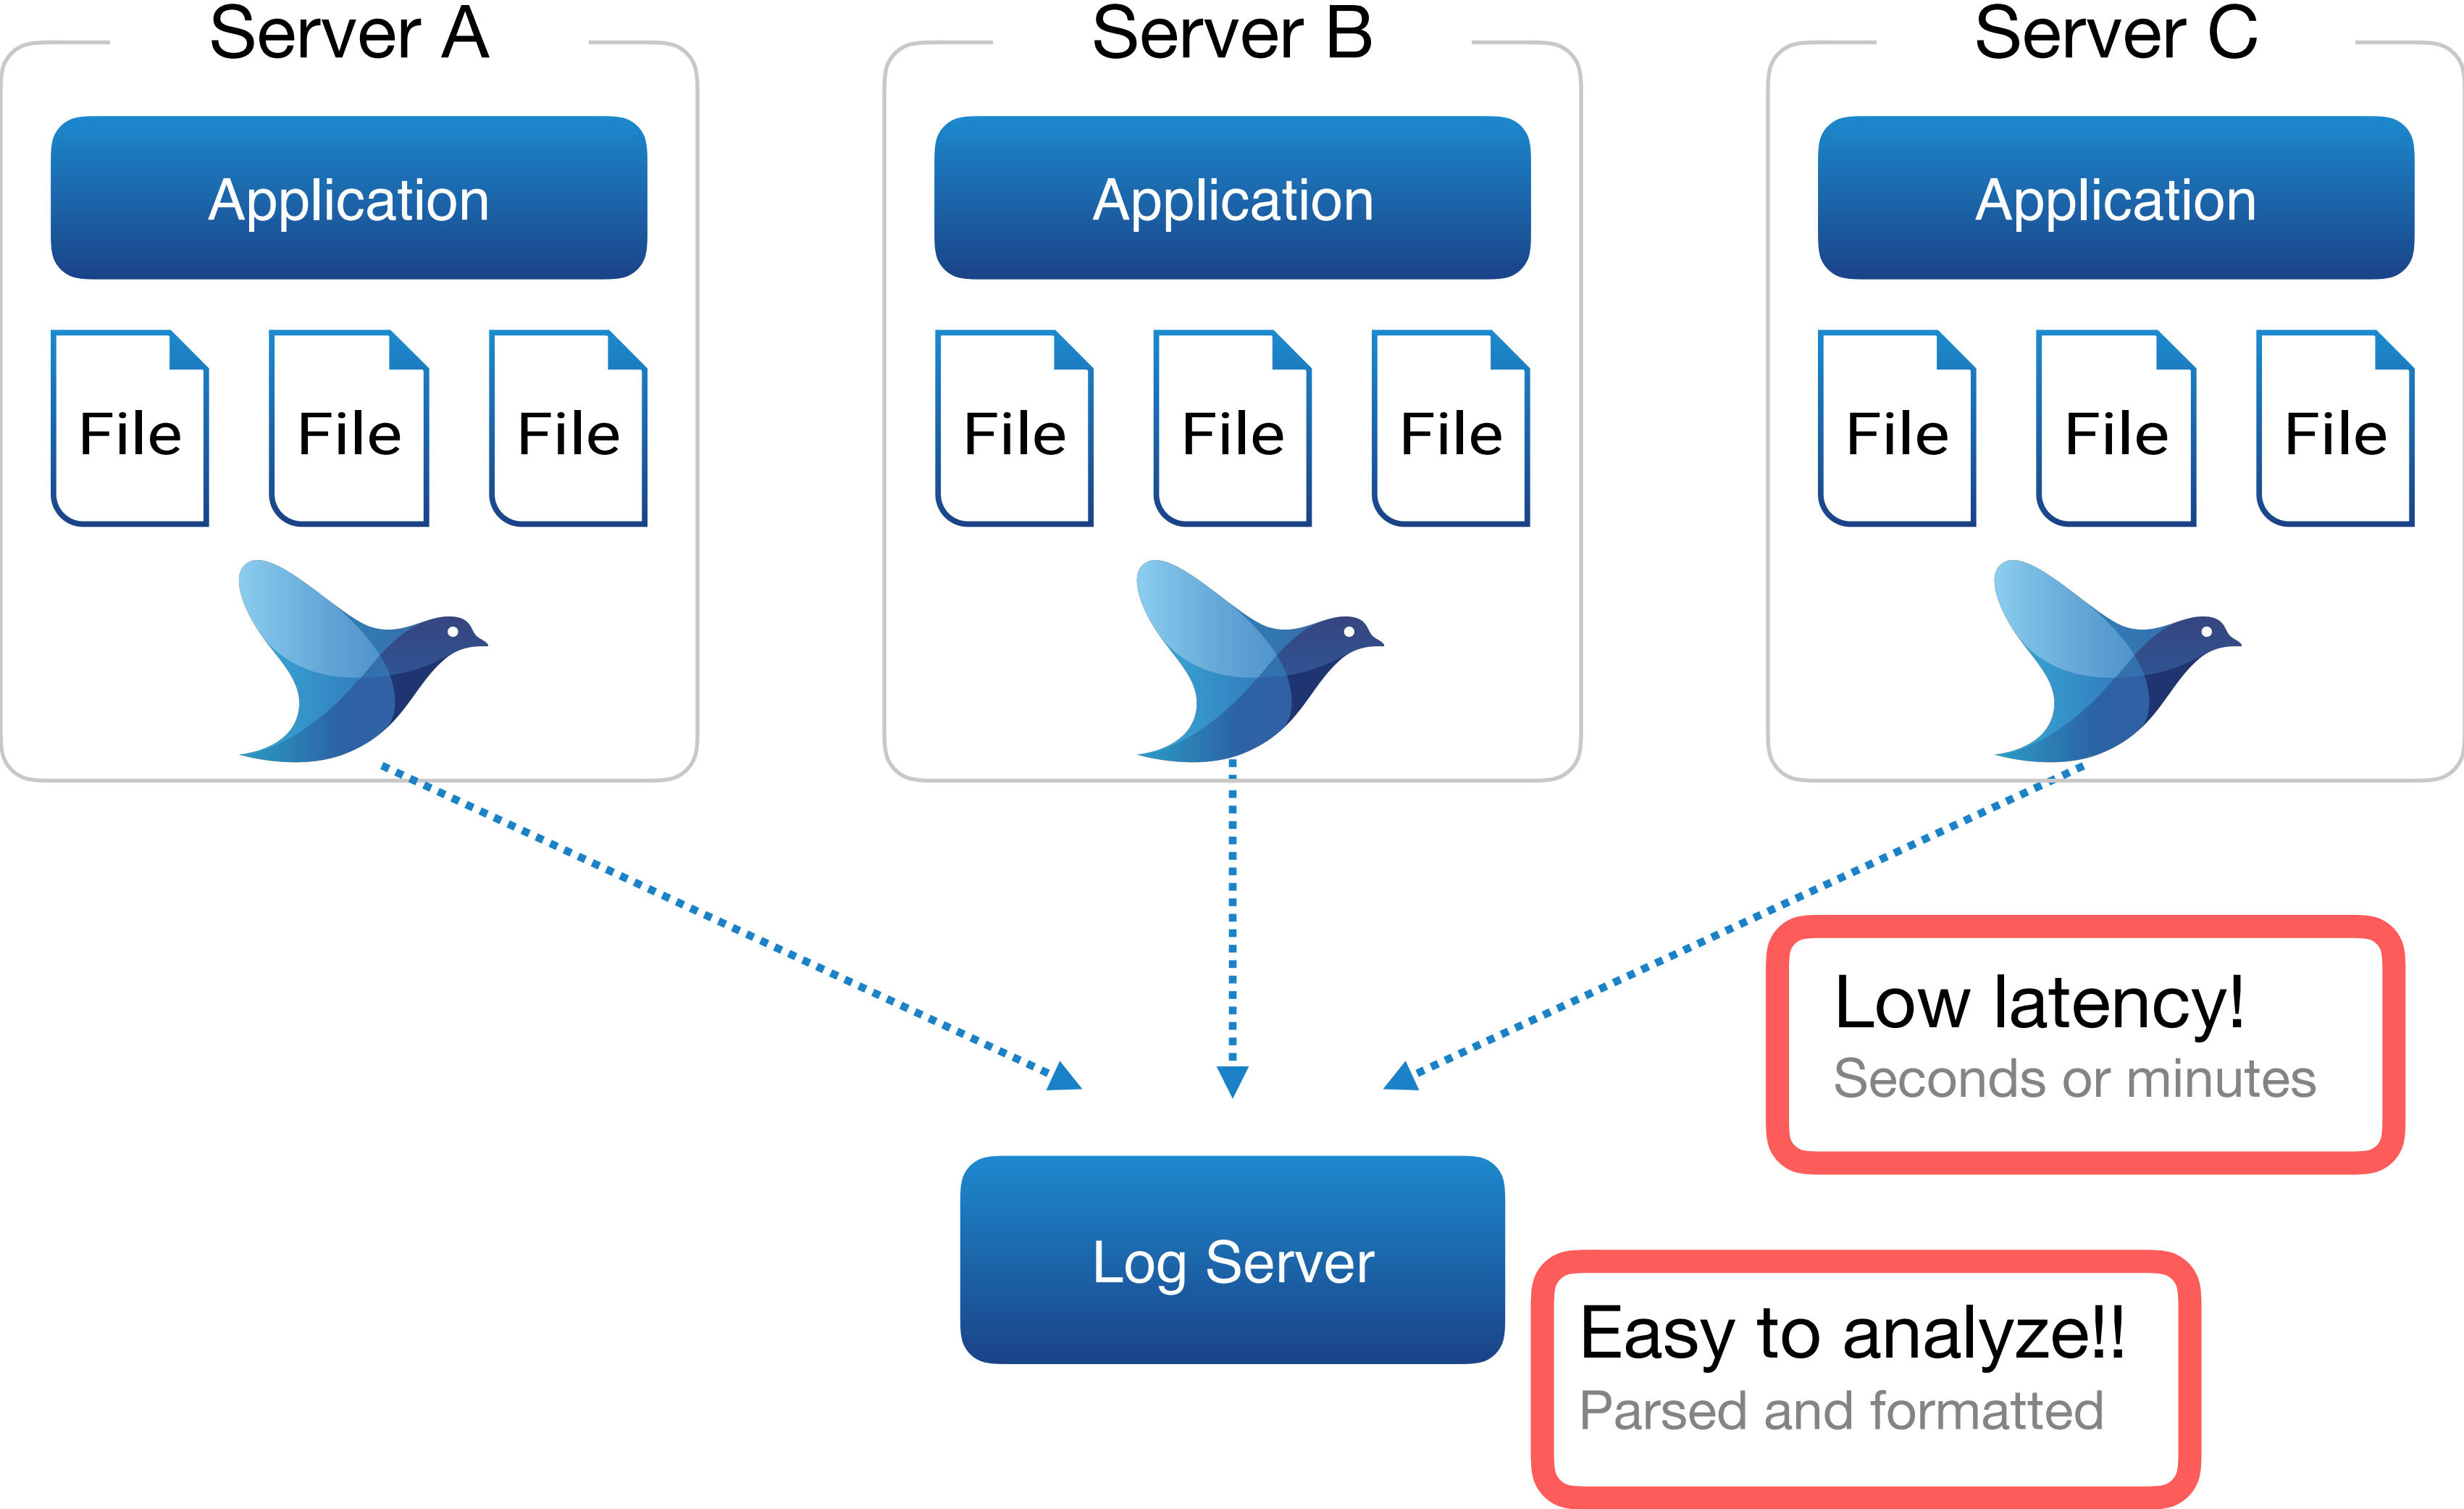 Server A
Server B
Server C
Application
Application
Application
File
File
File
File
File
File
File
File
File
Low latency!
Seconds or minutes
Log Server
Easy to analyze!!
Parsed and formatted